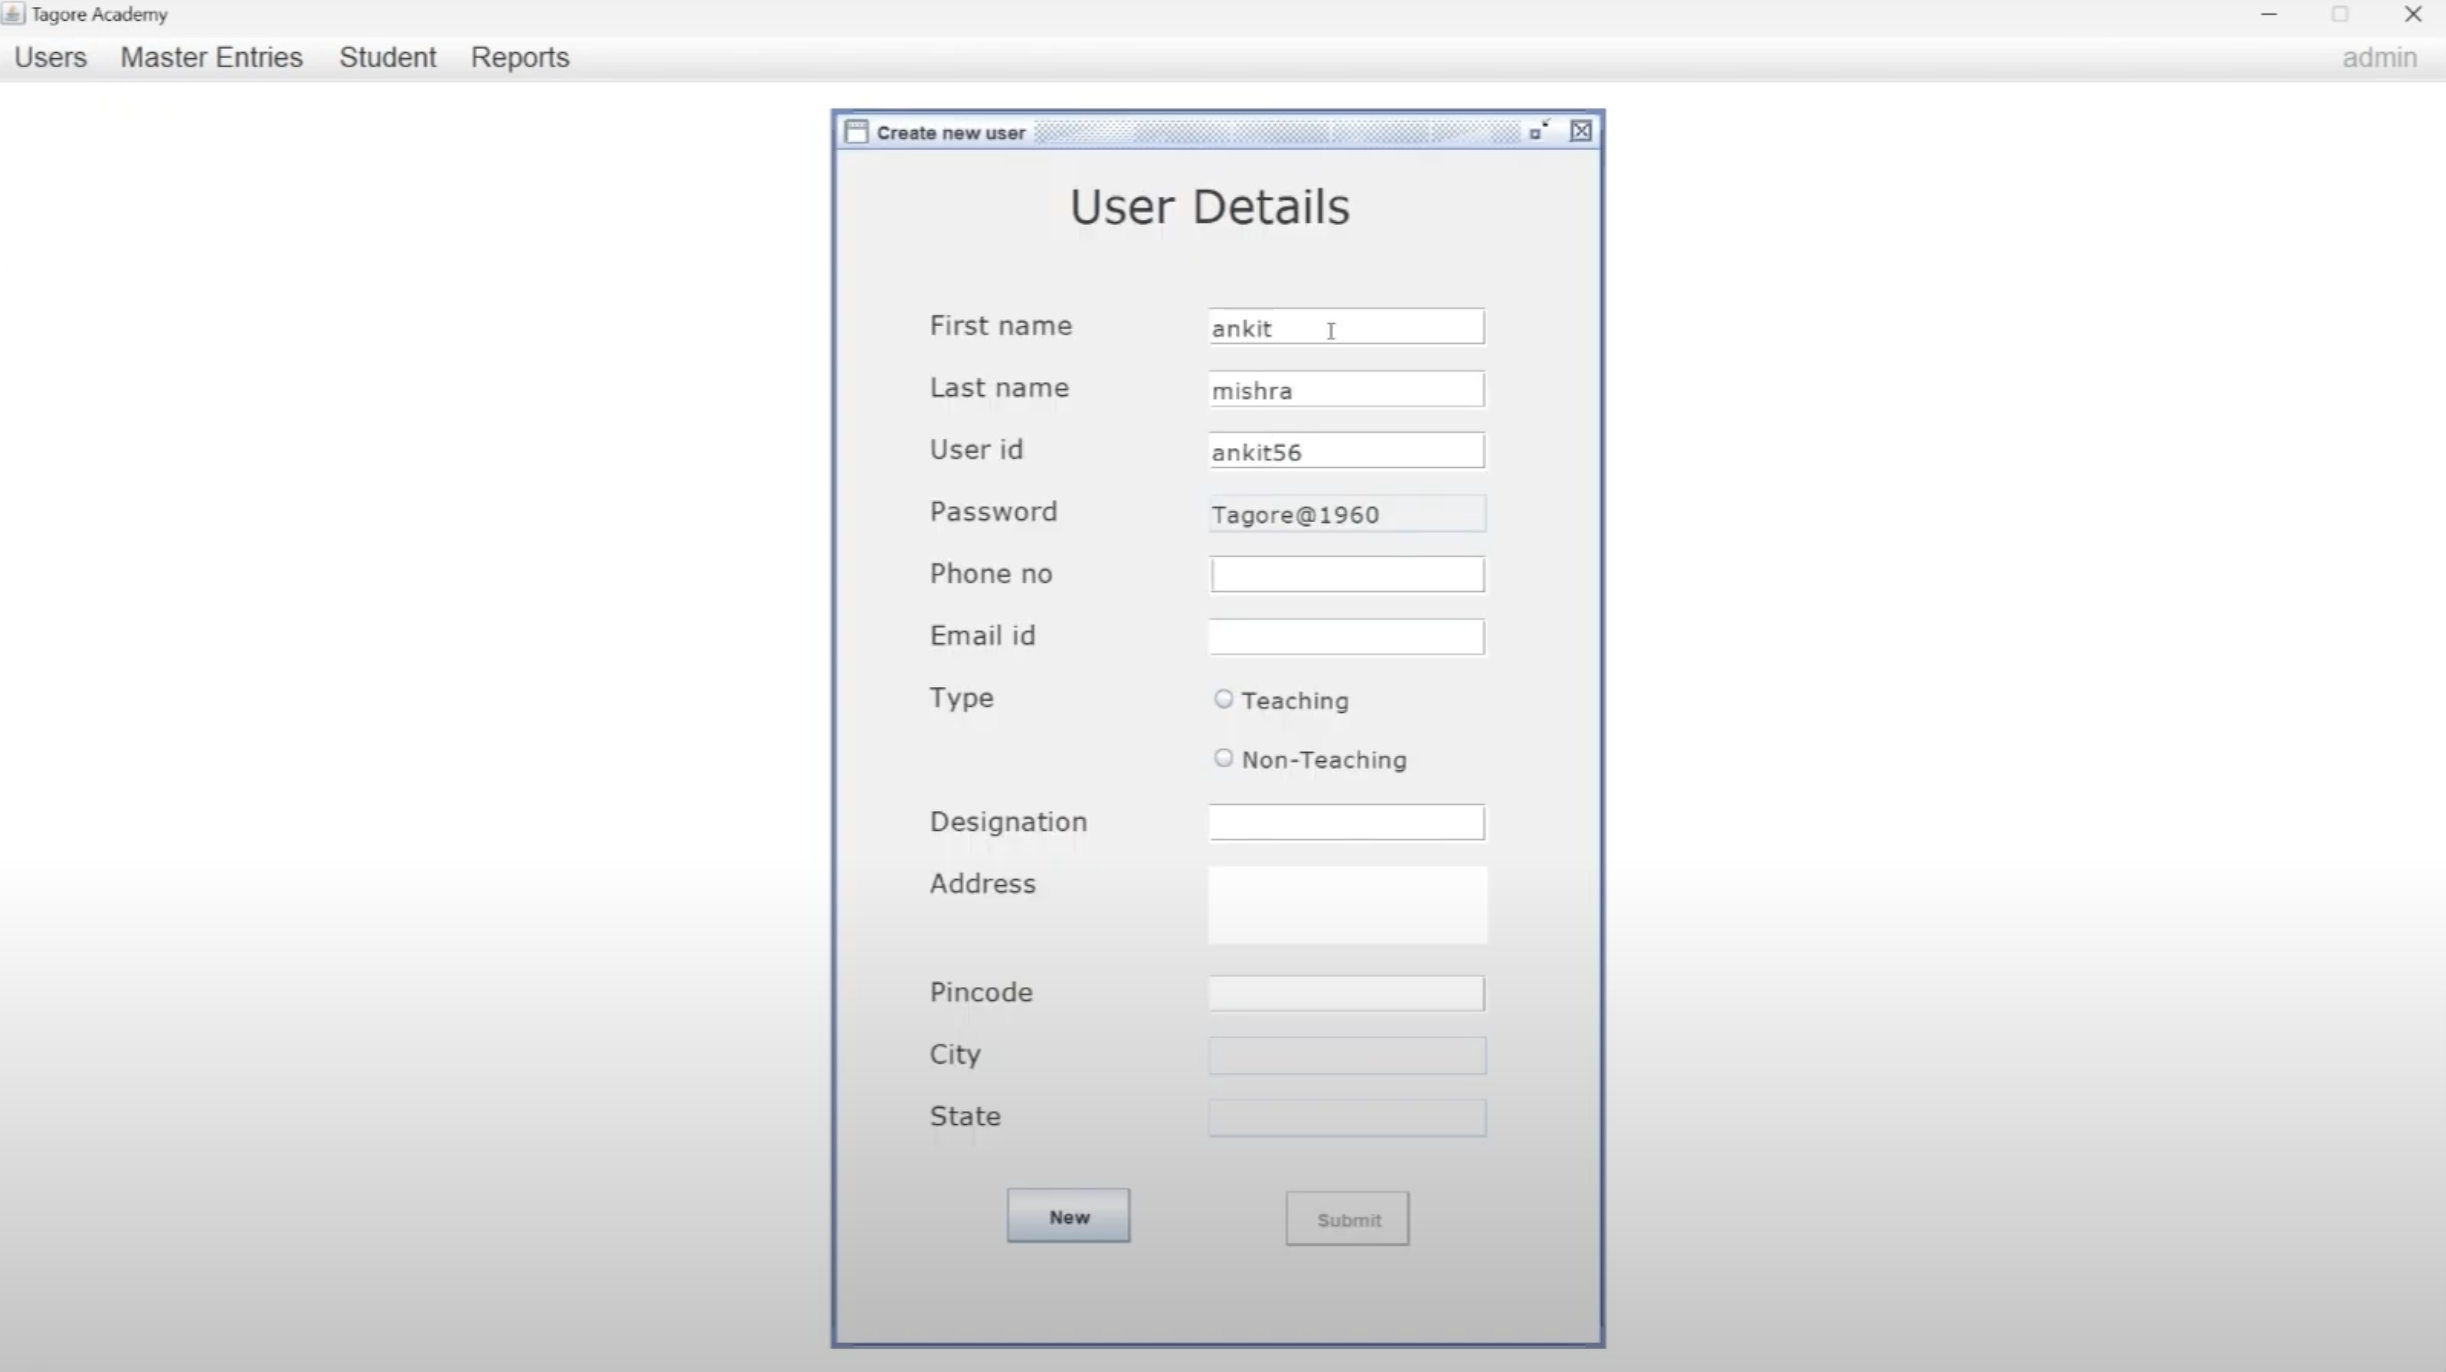 Tagore Academy
Users Master Entries Student Reports admin
Create new user
User Details
First name ankit
Last name mishra
User id ankit56
Password Tagore@1960
Phone no
Email id
Type Teaching
Non-Teaching
Designation
Address
Pincode
City
State
New Submit